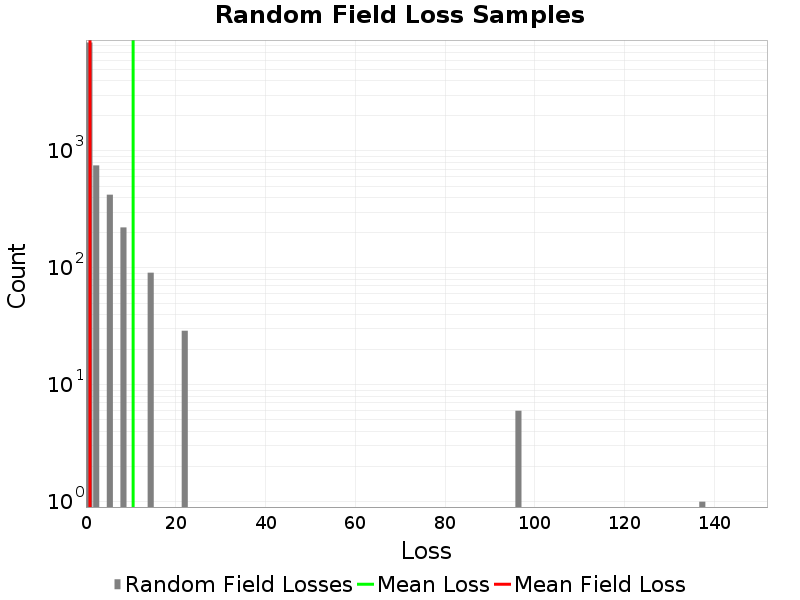 Random Field Loss Samples
Count
10^3
10^2
10^1
10^0
0 20 40 60 80 100 120 140
Loss
Random Field Losses Mean Loss Mean Field Loss